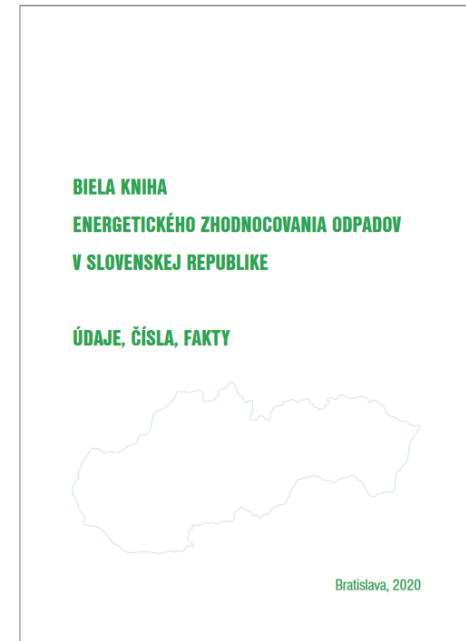 BIELA KNIHA
ENERGETICKÉHO ZHODNOCOVANIA ODPADOV
V SLOVENSKEJ REPUBLIKE
ÚDAJE, ČÍSLA, FAKTY
Bratislava, 2020